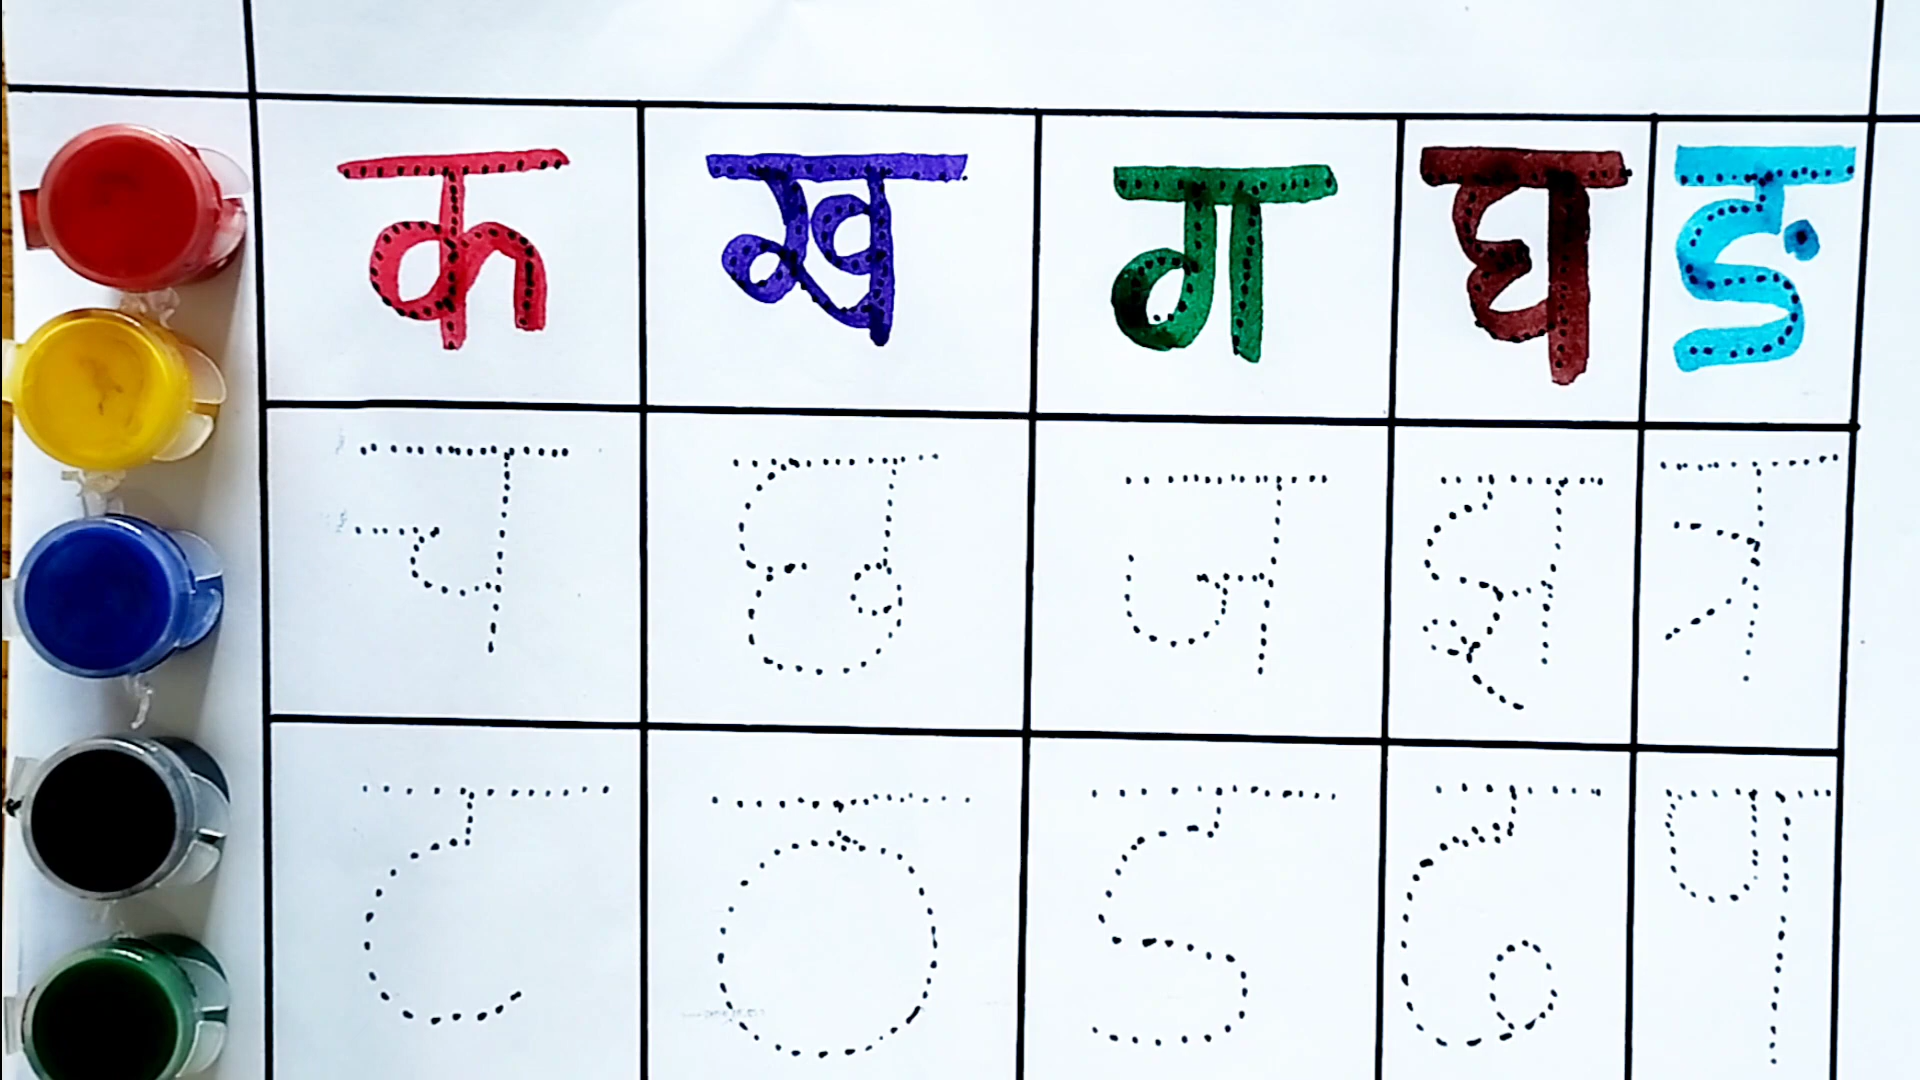 क ख ग घ ङ
च छ ज झ ञ
ट ठ ड ढ ण